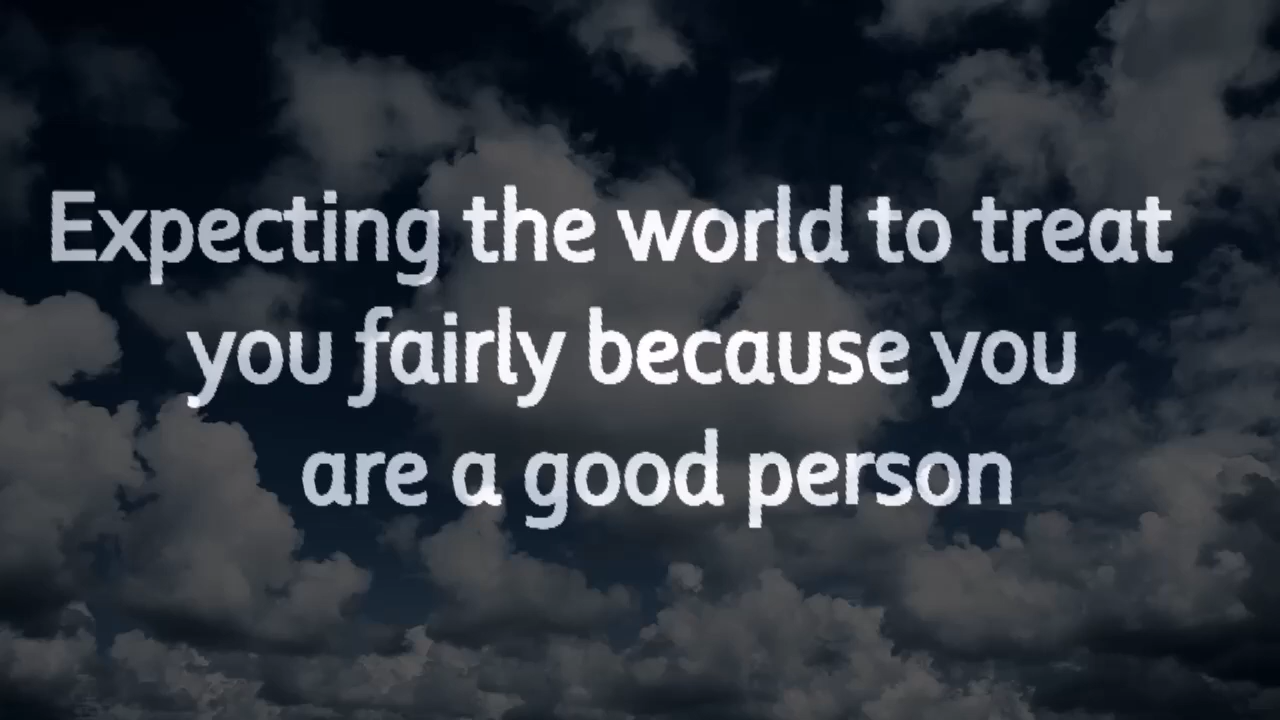 Expecting the world to treat
you fairly because you
are a good person